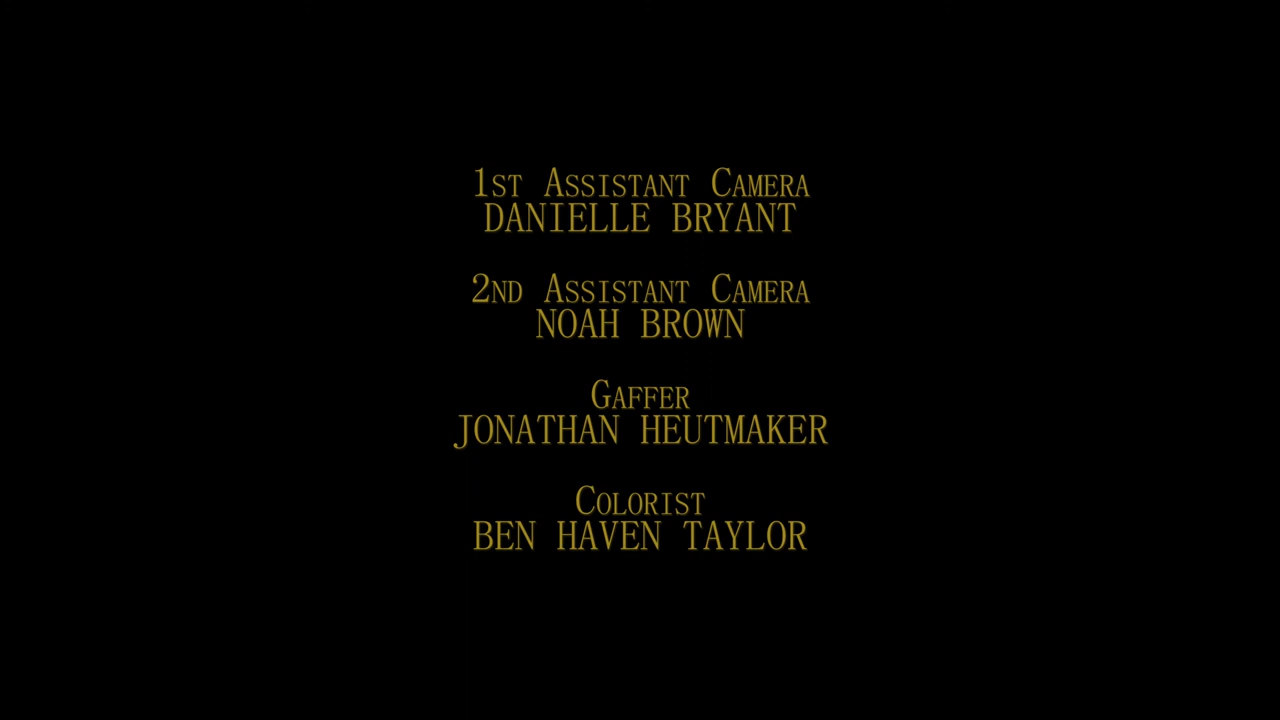 1st Assistant Camera
DANIELLE BRYANT
2nd Assistant Camera
NOAH BROWN
Gaffer
JONATHAN HEUTMAKER
Colorist
BEN HAVEN TAYLOR